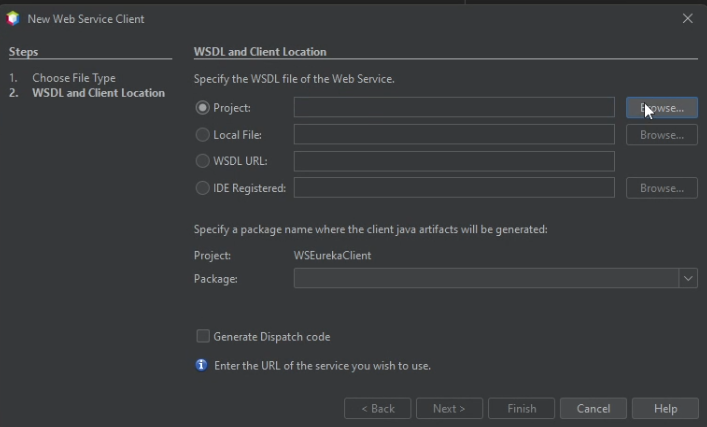 New Web Service Client
Steps
1. Choose File Type
2. WSDL and Client Location
WSDL and Client Location
Specify the WSDL file of the Web Service.
Project: Browse...
Local File: Browse...
WSDL URL:
IDE Registered: Browse...
Specify a package name where the client java artifacts will be generated:
Project: WSEurekaClient
Package:
Generate Dispatch code
Enter the URL of the service you wish to use.
< Back Next > Finish Cancel Help